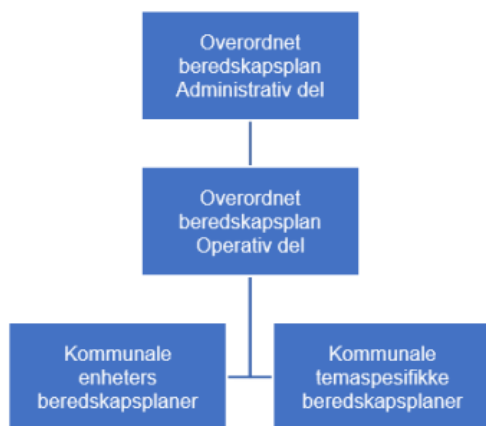 Overordnet
beredskapsplan
Administrativ del
Overordnet
beredskapsplan
Operativ del
Kommunale
enheters
beredskapsplaner
Kommunale
temaspesifikke
beredskapsplaner